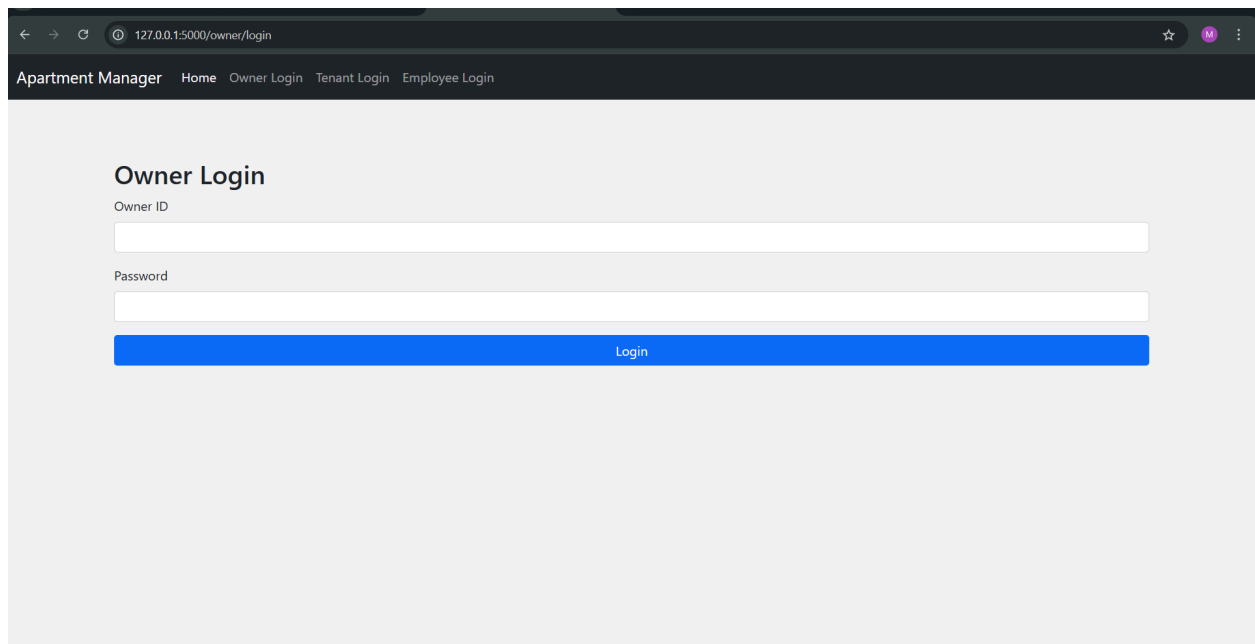 127.0.0.1:5000/owner/login
M
Apartment Manager Home Owner Login Tenant Login Employee Login
Owner Login
Owner ID
Password
Login